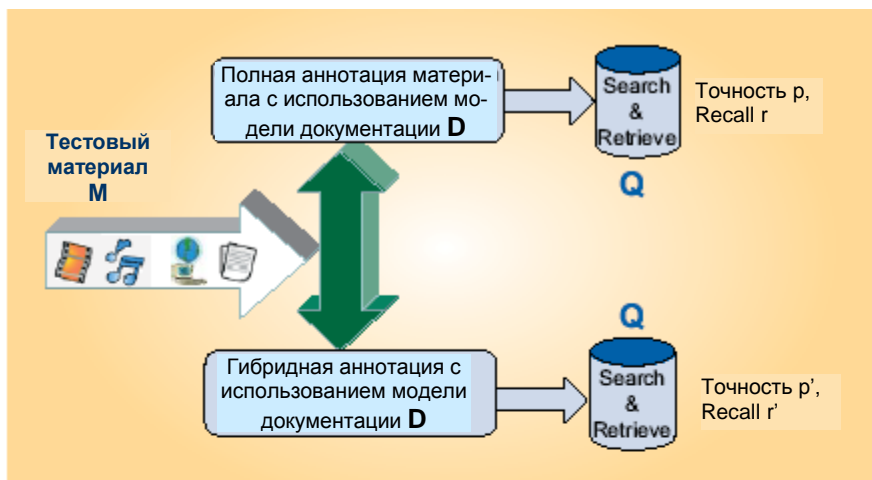 Полная аннотация матери-
ала с использованием мо-
дели документации D
Search
&
Retrieve
Точность p,
Recall r
Q
Тестовый
материал
M
Q
Гибридная аннотация с
использованием модели
документации D
Search
&
Retrieve
Точность p’,
Recall r’